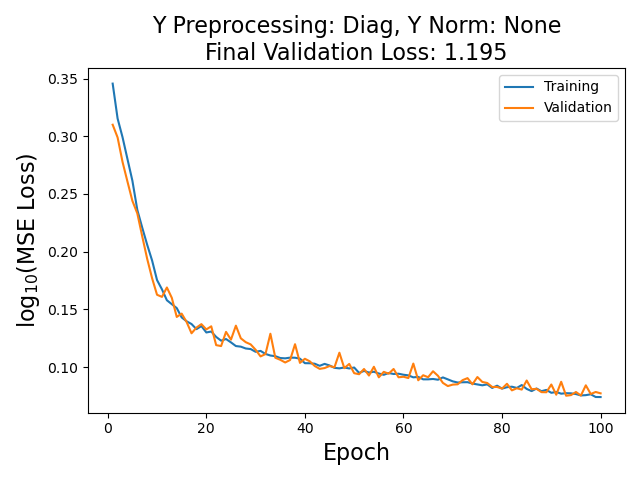 Y Preprocessing: Diag, Y Norm: None
Final Validation Loss: 1.195
Training
Validation
0.35
0.30
0.25
0.20
0.15
0.10
log₁₀(MSE Loss)
0
20
40
60
80
100
Epoch